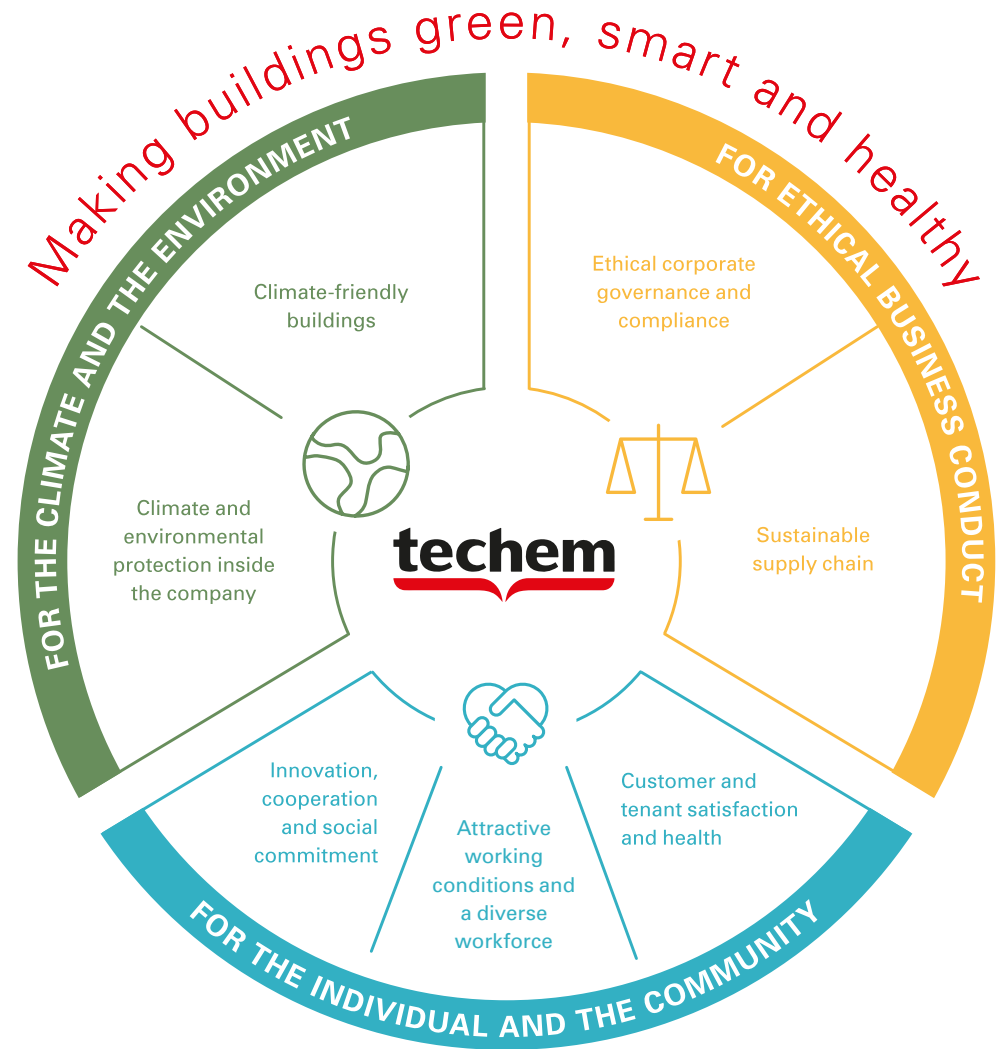 Making buildings green, smart and healthy
FOR THE CLIMATE AND THE ENVIRONMENT
Climate-friendly
buildings
Climate and
environmental
protection inside
the company
FOR ETHICAL BUSINESS CONDUCT
Ethical corporate
governance and
compliance
Sustainable
supply chain
techem
Innovation,
cooperation
and social
commitment
Attractive
working
conditions and
a diverse
workforce
Customer and
tenant satisfaction
and health
FOR THE INDIVIDUAL AND THE COMMUNITY